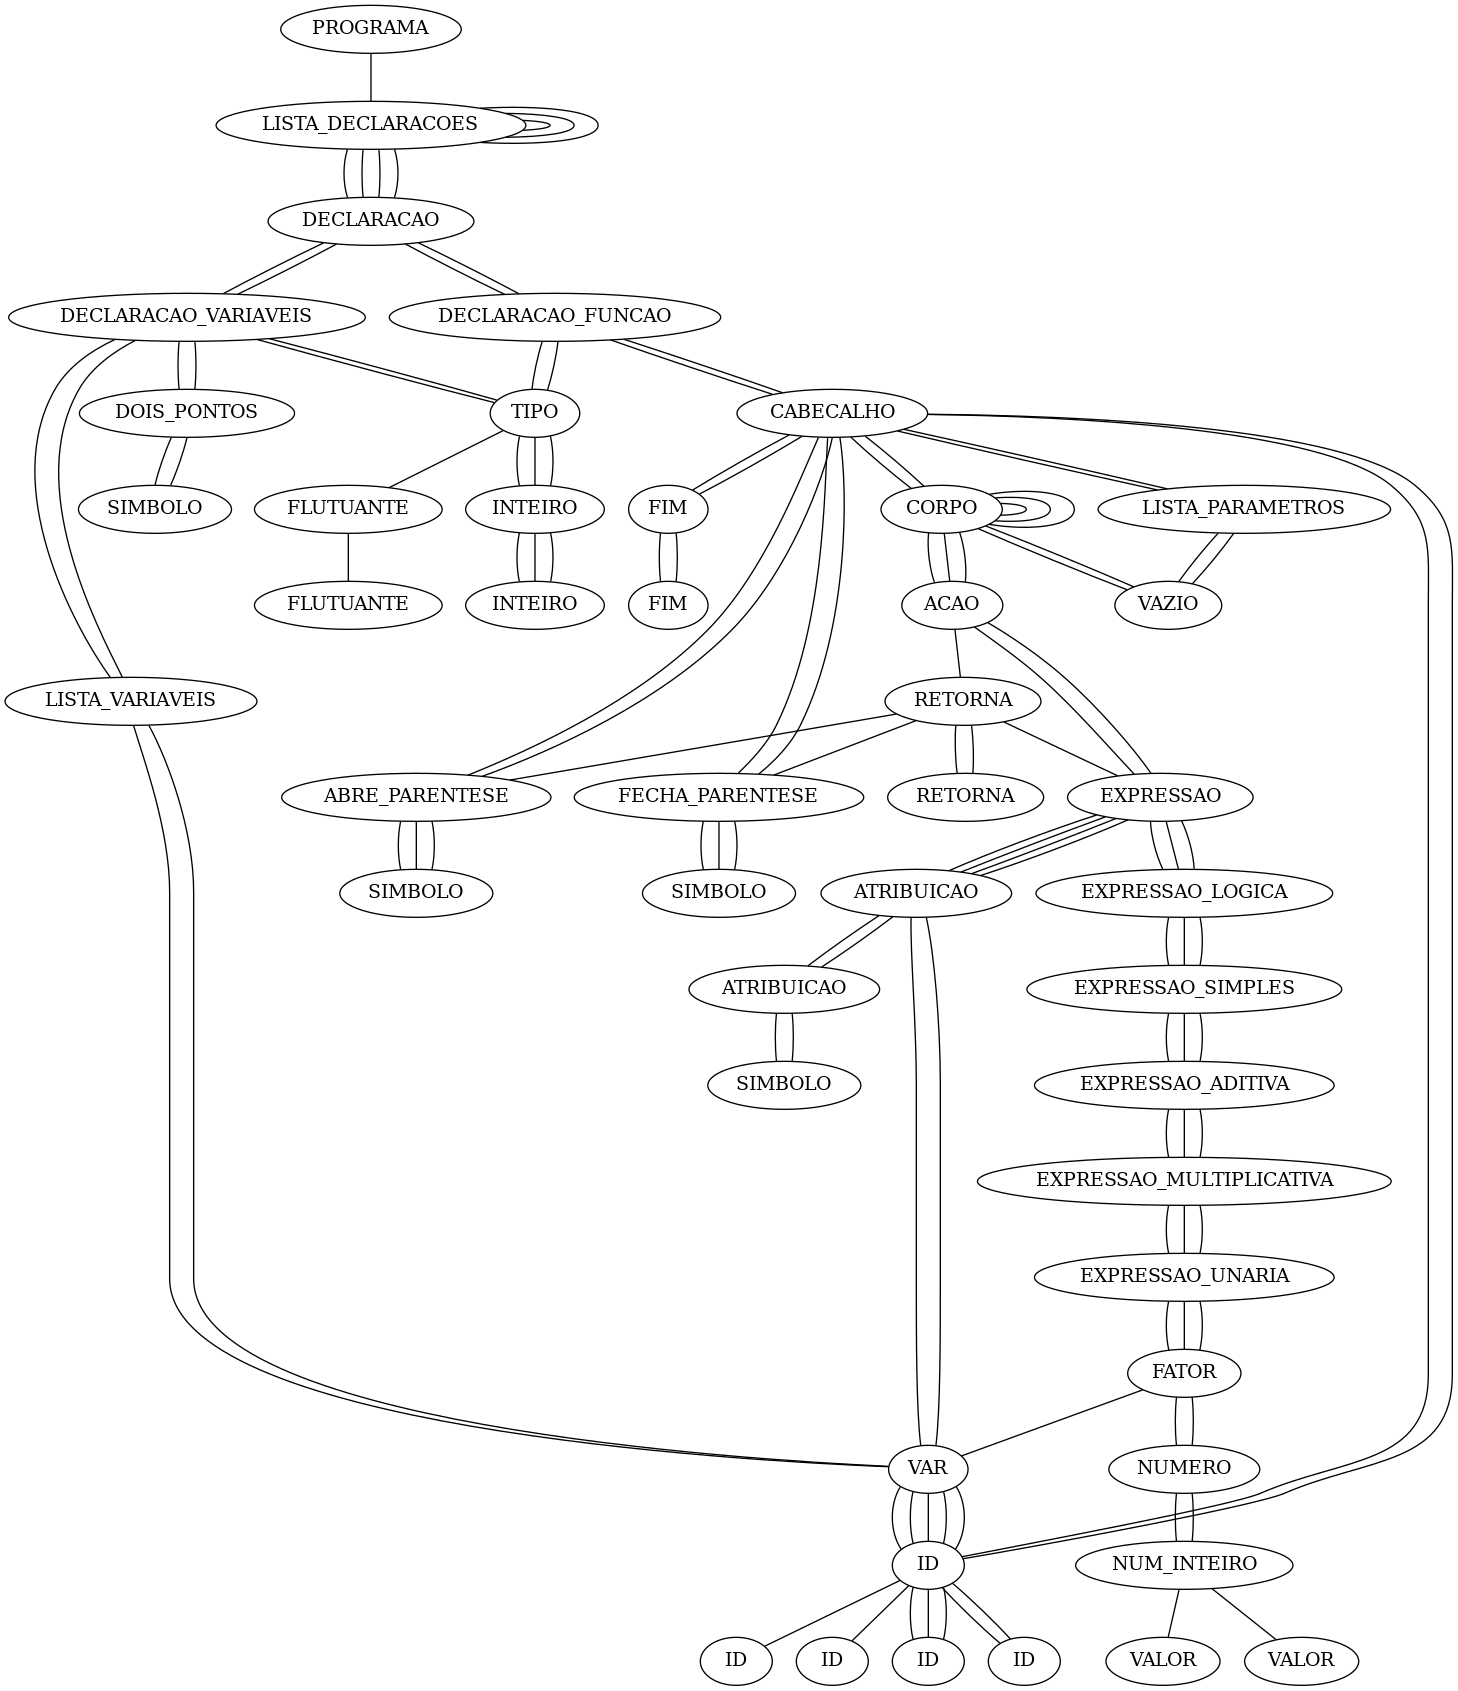 PROGRAMA
LISTA_DECLARACOES
DECLARACAO
DECLARACAO_VARIAVEIS
DECLARACAO_FUNCAO
DOIS_PONTOS
TIPO
CABECALHO
SIMBOLO
FLUTUANTE
INTEIRO
FIM
CORPO
LISTA_PARAMETROS
FLUTUANTE
INTEIRO
FIM
ACAO
VAZIO
LISTA_VARIAVEIS
RETORNA
ABRE_PARENTESE
FECHA_PARENTESE
RETORNA
EXPRESSAO
SIMBOLO
SIMBOLO
ATRIBUICAO
EXPRESSAO_LOGICA
ATRIBUICAO
EXPRESSAO_SIMPLES
SIMBOLO
EXPRESSAO_ADITIVA
EXPRESSAO_MULTIPLICATIVA
EXPRESSAO_UNARIA
FATOR
VAR
NUMERO
ID
NUM_INTEIRO
ID
ID
ID
ID
VALOR
VALOR